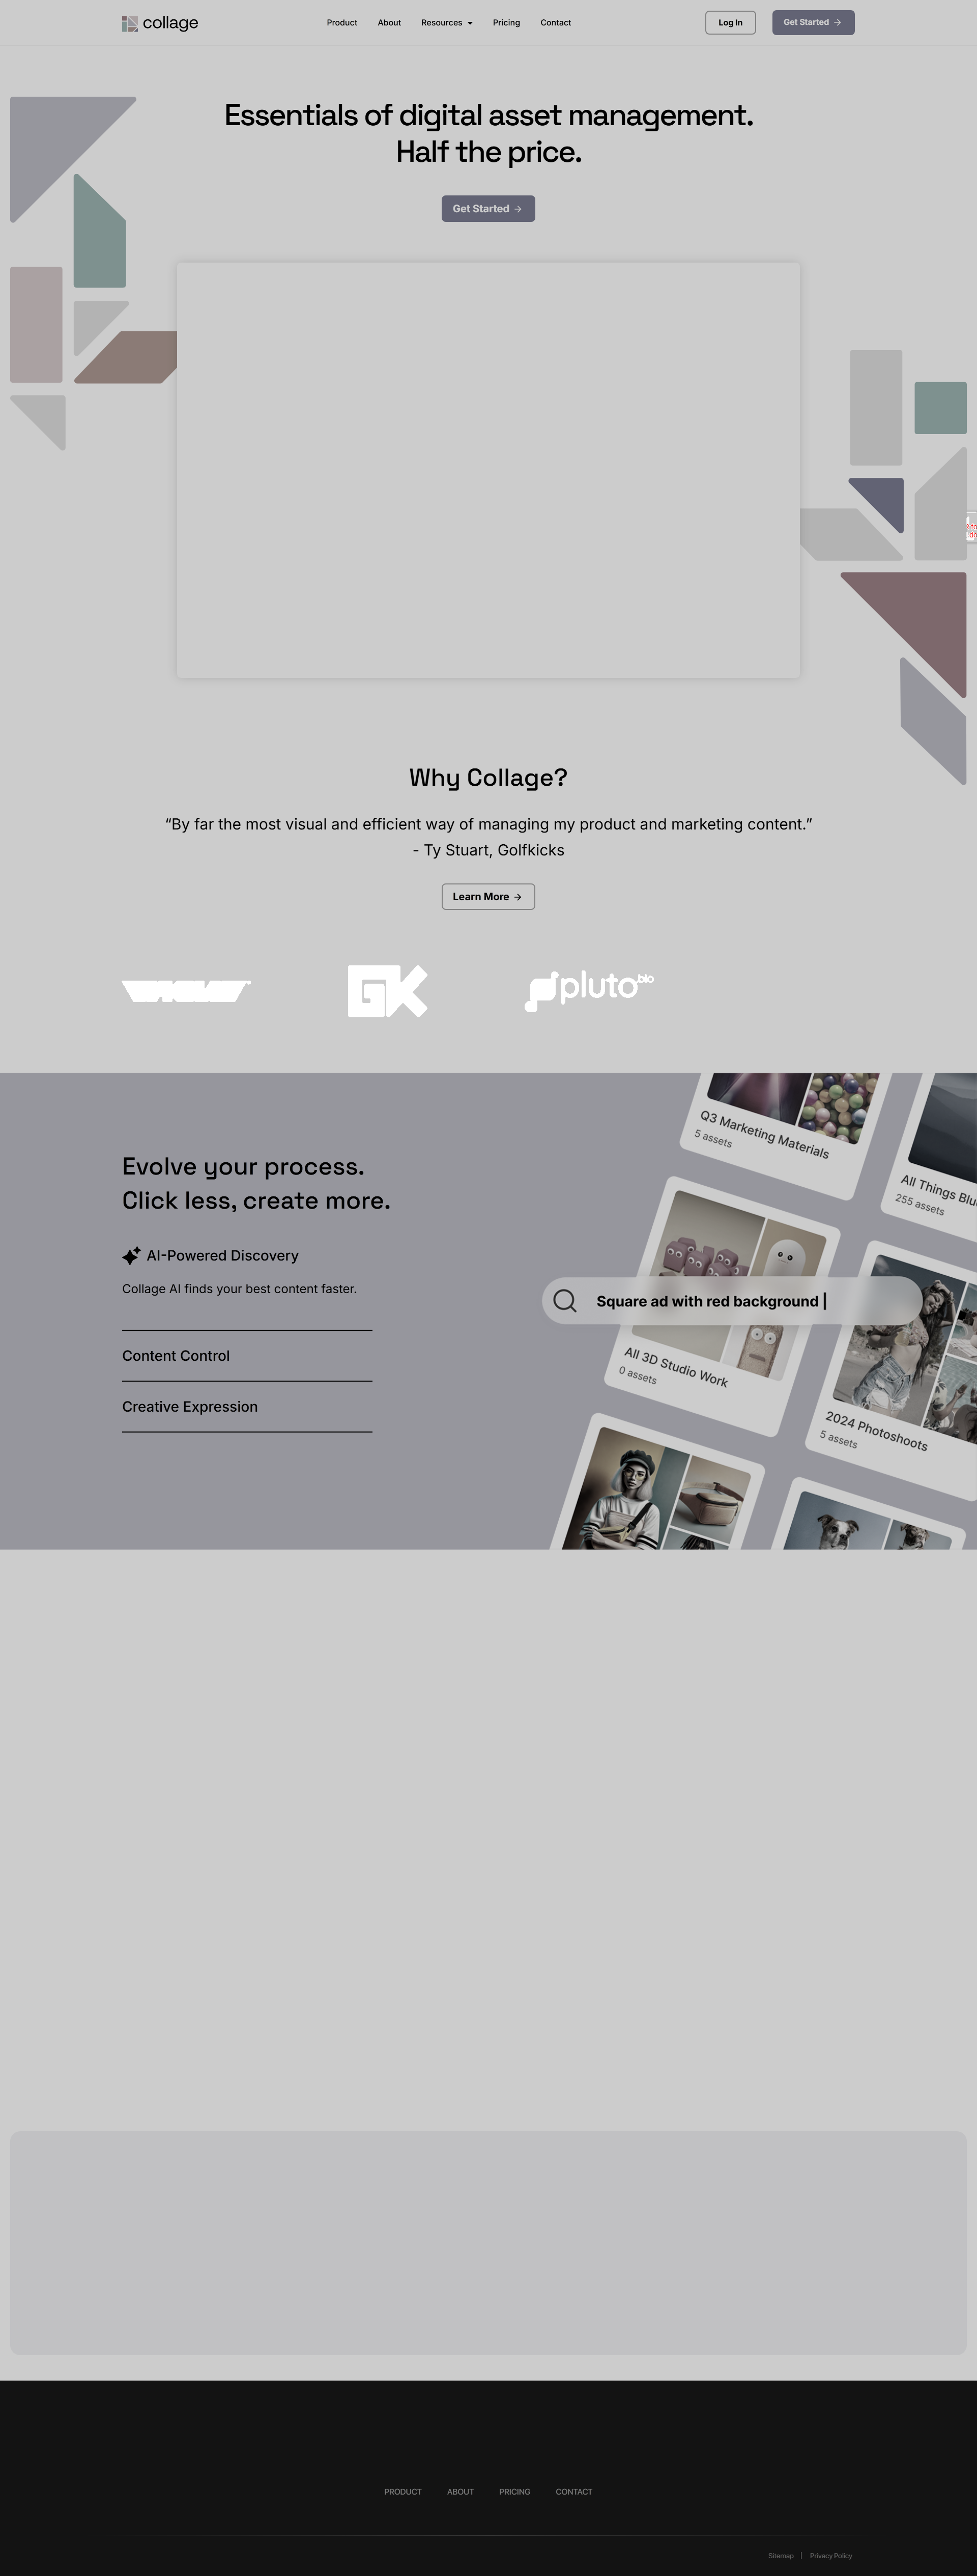 collage
Product About Resources Pricing Contact
Log In
Get Started
Essentials of digital asset management.
Half the price.
Get Started
Why Collage?
“By far the most visual and efficient way of managing my product and marketing content.”
- Ty Stuart, Golfkicks
Learn More
GK
pluto bio
Evolve your process.
Click less, create more.
AI-Powered Discovery
Collage AI finds your best content faster.
Content Control
Creative Expression
Q3 Marketing Materials
5 assets
All Things
255 assets
Square ad with red background |
All 3D Studio Work
0 assets
2024 Photoshoots
5 assets
PRODUCT ABOUT PRICING CONTACT
Sitemap | Privacy Policy